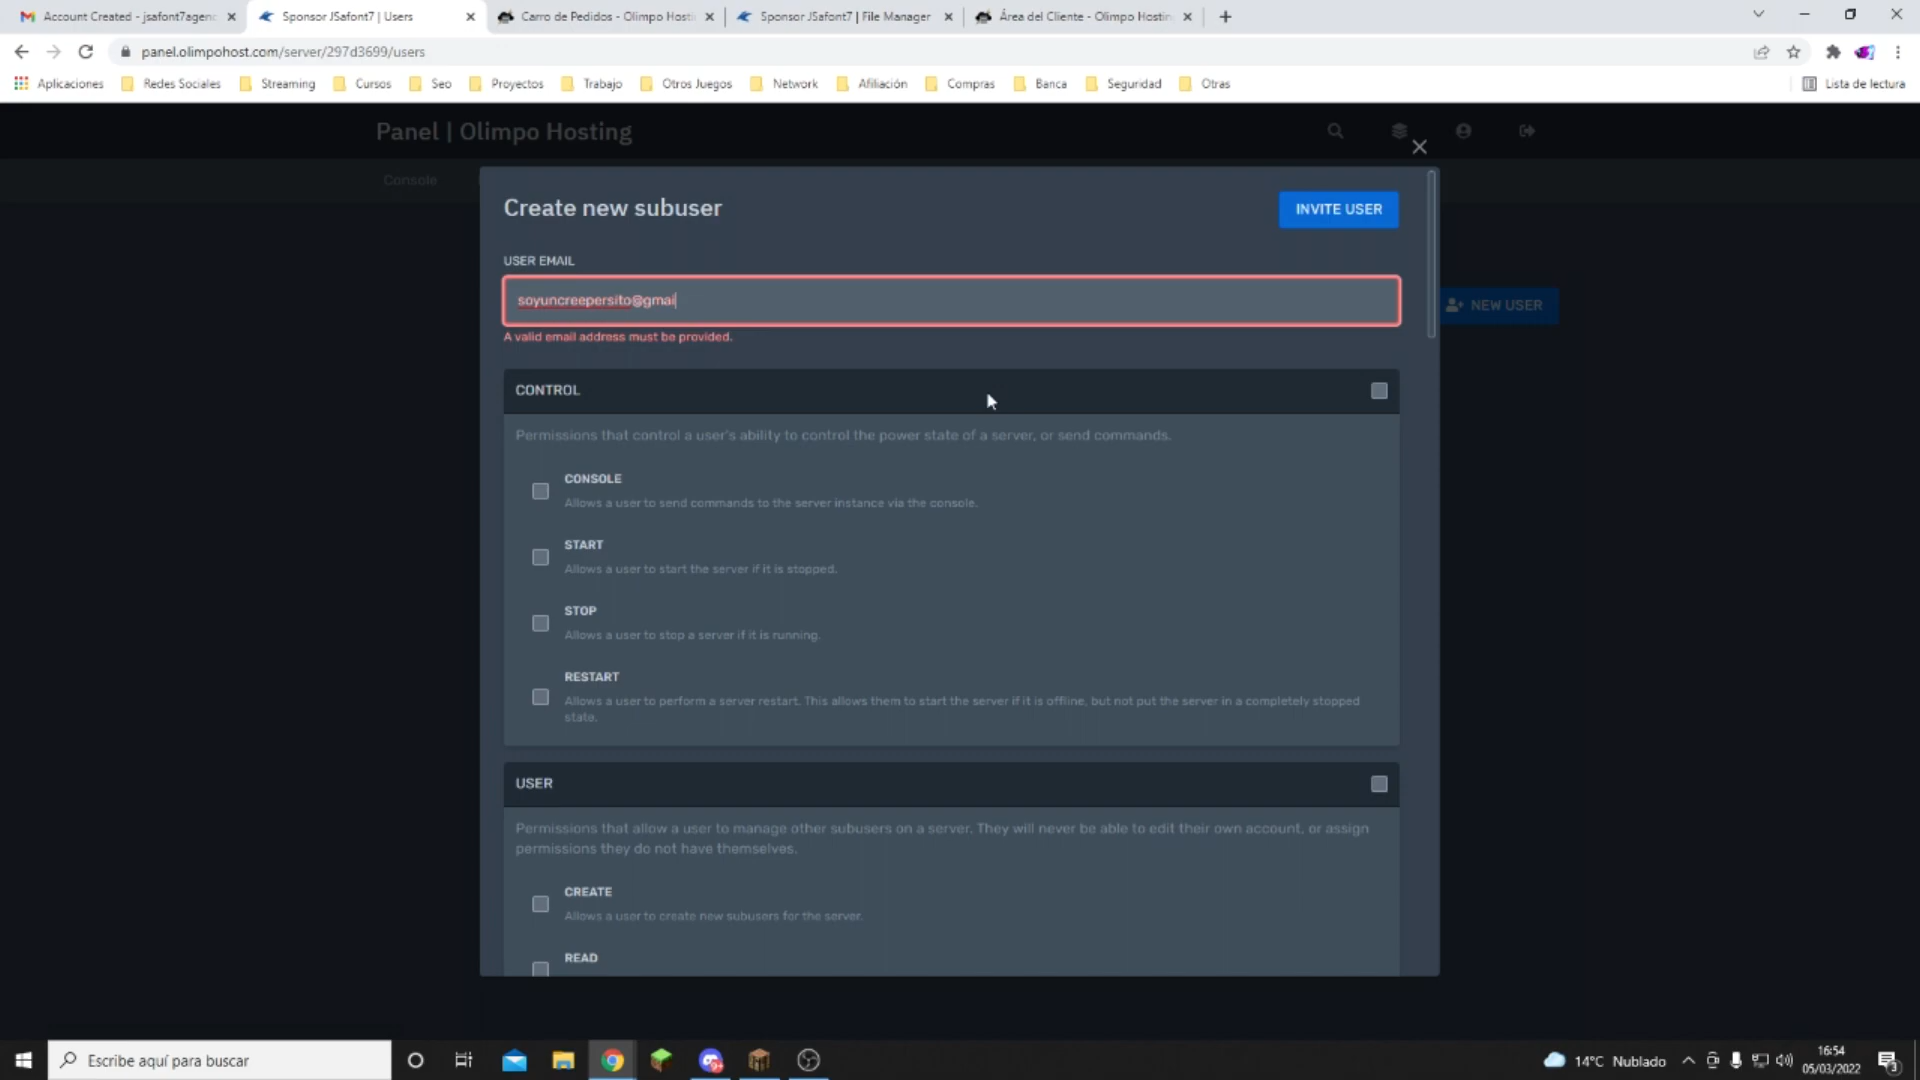 Account Created - jsafont7agenc
Sponsor JSafont7 | Users
Carro de Pedidos - Olimpo Hosti
Sponsor JSafont7 | File Manager
Área del Cliente - Olimpo Hostin
panel.olimpohost.com/server/297d3699/users
Aplicaciones
Redes Sociales
Streaming
Cursos
Seo
Proyectos
Trabajo
Otros Juegos
Network
Afiliación
Compras
Banca
Seguridad
Otras
Lista de lectura
Panel | Olimpo Hosting
Console
Create new subuser
INVITE USER
USER EMAIL
soyuncreepersito@gmai
NEW USER
A valid email address must be provided.
CONTROL
Permissions that control a user's ability to control the power state of a server, or send commands.
CONSOLE
Allows a user to send commands to the server instance via the console.
START
Allows a user to start the server if it is stopped.
STOP
Allows a user to stop a server if it is running.
RESTART
Allows a user to perform a server restart. This allows them to start the server if it is offline, but not put the server in a completely stopped
state.
USER
Permissions that allow a user to manage other subusers on a server. They will never be able to edit their own account, or assign
permissions they do not have themselves.
CREATE
Allows a user to create new subusers for the server.
READ
Escribe aquí para buscar
14°C Nublado
16:54
05/03/2022
3